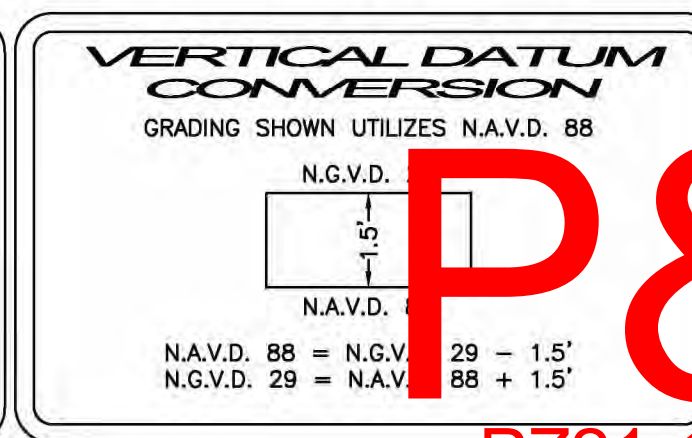 VERTICAL DATUM
CONVERSION
GRADING SHOWN UTILIZES N.A.V.D. 88
N.G.V.D.
1.5'
N.A.V.D.
N.A.V.D. 88 = N.G.V. 29 - 1.5'
N.G.V.D. 29 = N.A.V. 88 + 1.5'
P8